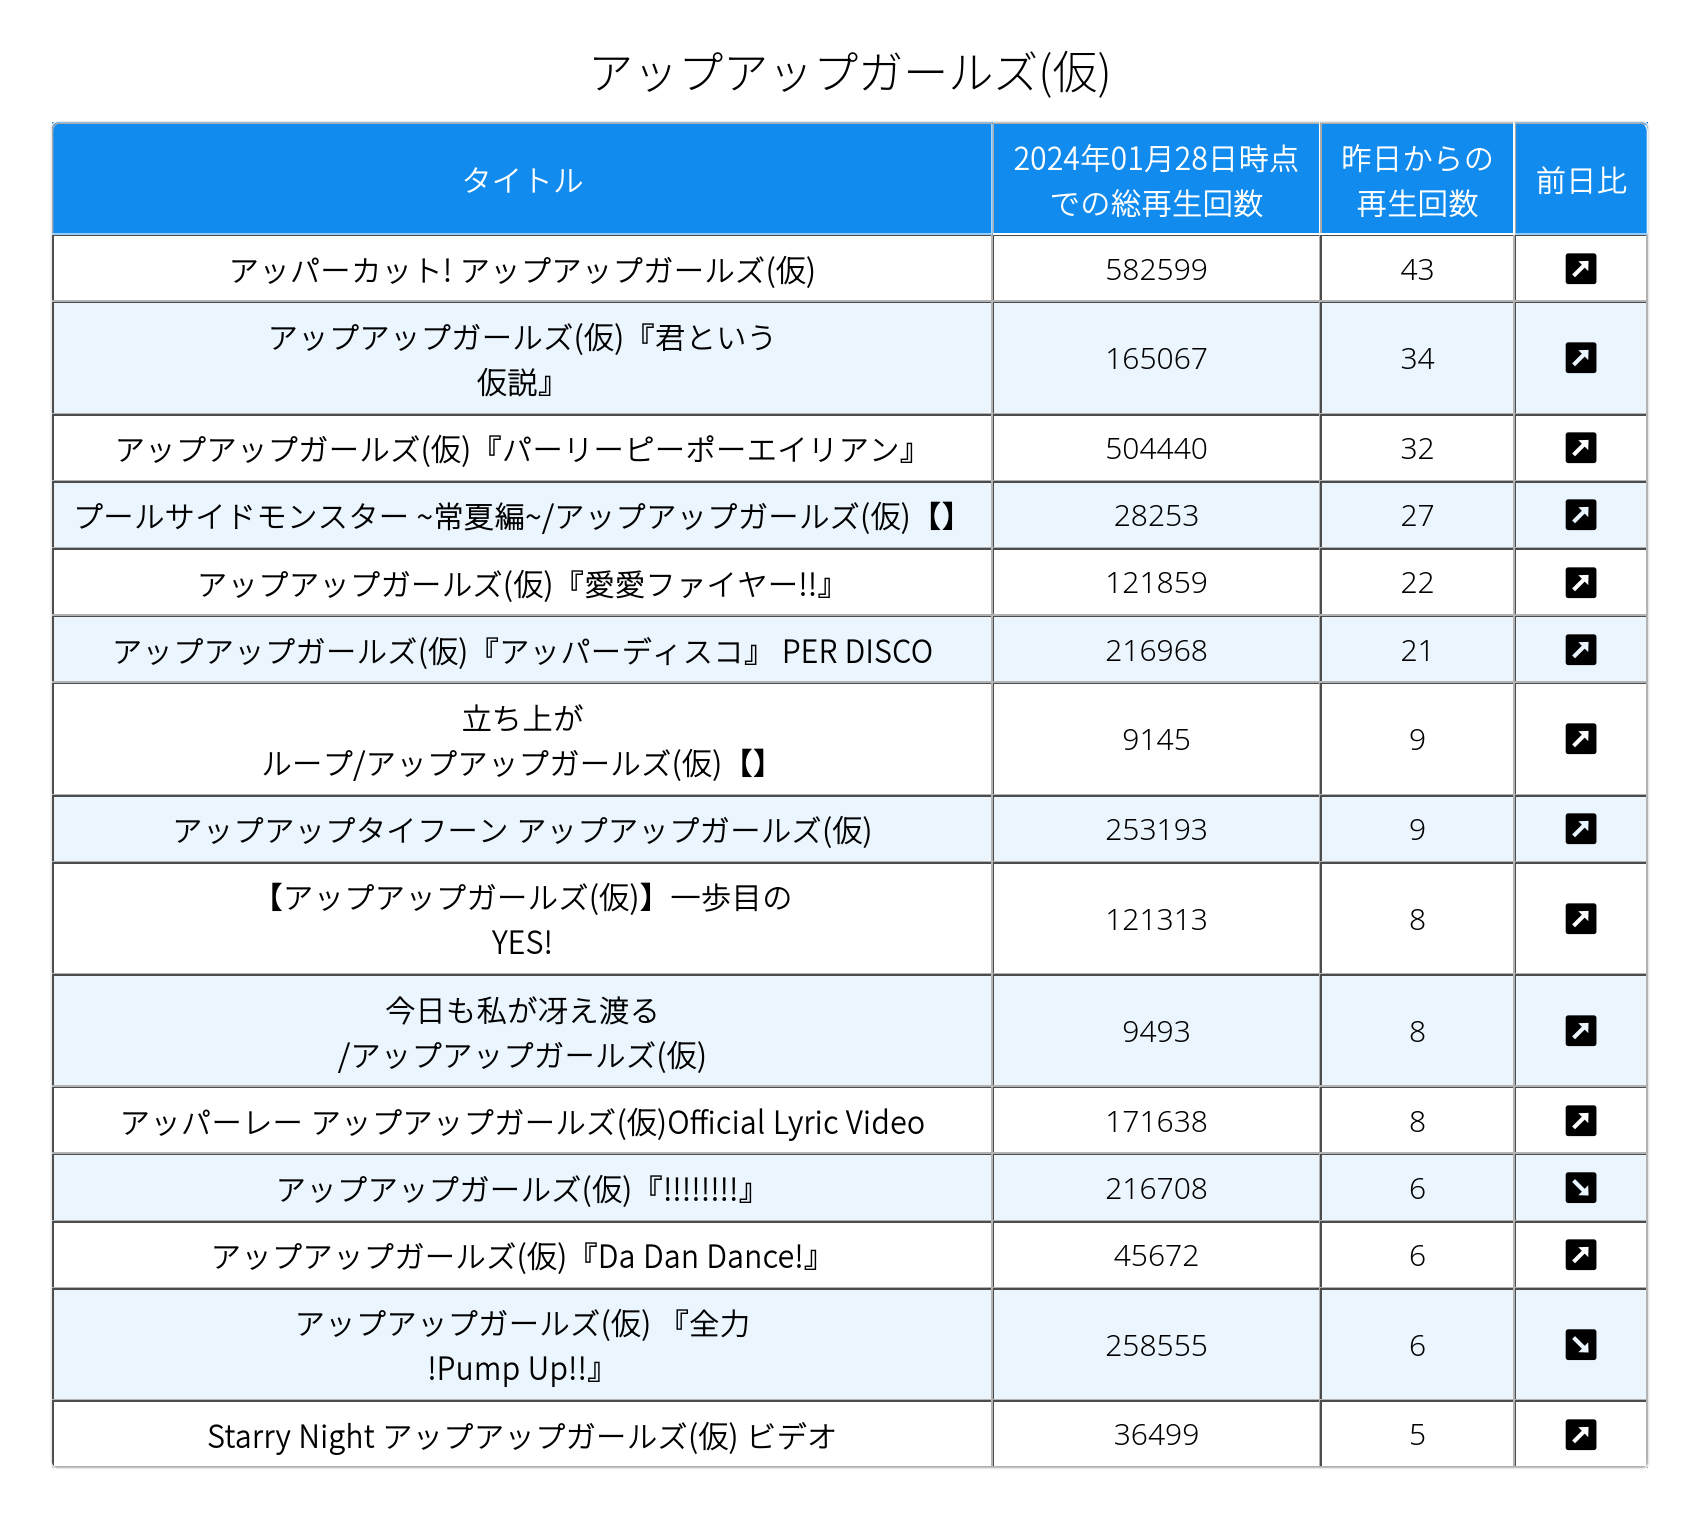 アップアップガールズ(仮)
タイトル 2024年01月28日時点での総再生回数 昨日からの再生回数 前日比
アッパーカット! アップアップガールズ(仮) 582599 43 ↗
アップアップガールズ(仮)『君という
仮説』 165067 34 ↗
アップアップガールズ(仮)『パーリーピーポーエイリアン』 504440 32 ↗
プールサイドモンスター ~常夏編~/アップアップガールズ(仮)【】 28253 27 ↗
アップアップガールズ(仮)『愛愛ファイヤー!!』 121859 22 ↗
アップアップガールズ(仮)『アッパーディスコ』 PER DISCO 216968 21 ↗
立ち上が
ループ/アップアップガールズ(仮)【】 9145 9 ↗
アップアップタイフーン アップアップガールズ(仮) 253193 9 ↗
【アップアップガールズ(仮)】一歩目の
YES! 121313 8 ↗
今日も私が冴え渡る
/アップアップガールズ(仮) 9493 8 ↗
アッパーレー アップアップガールズ(仮)Official Lyric Video 171638 8 ↗
アップアップガールズ(仮)『!!!!!!!!』 216708 6 ↘
アップアップガールズ(仮)『Da Dan Dance!』 45672 6 ↗
アップアップガールズ(仮) 『全力
!Pump Up!!』 258555 6 ↘
Starry Night アップアップガールズ(仮) ビデオ 36499 5 ↗